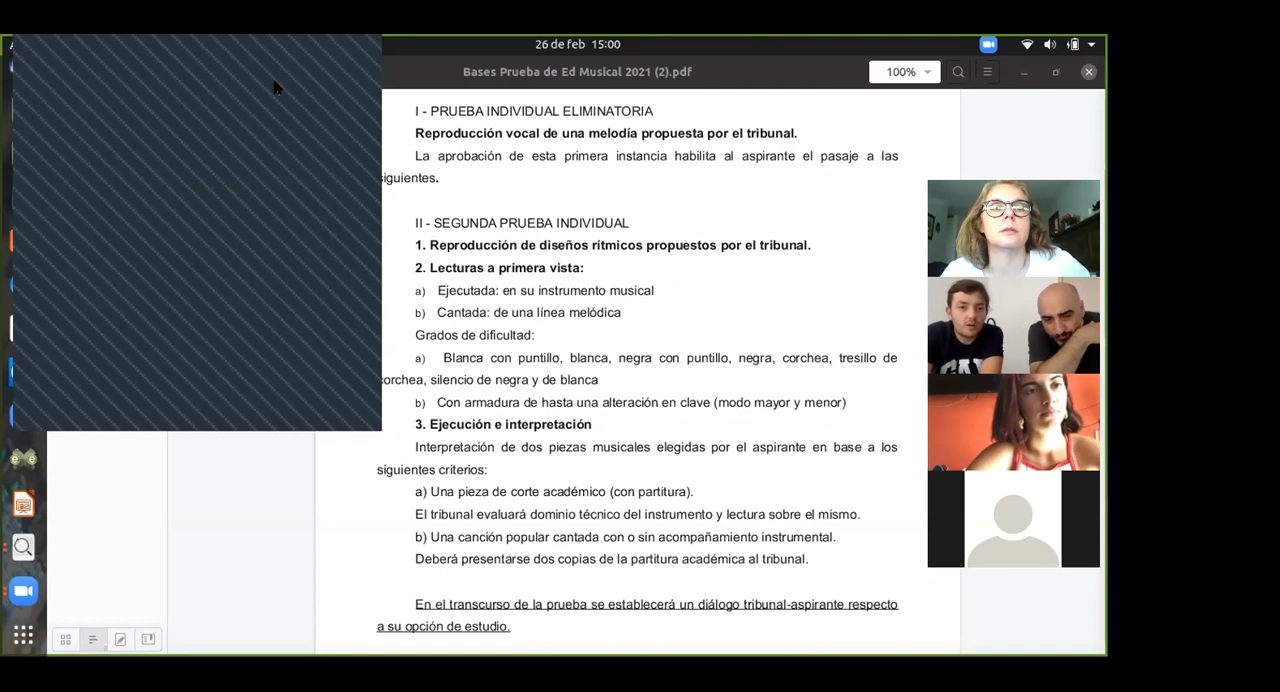 26 de feb 15:00
Bases Prueba de Ed Musical 2021 (2).pdf
100%
I - PRUEBA INDIVIDUAL ELIMINATORIA
Reproducción vocal de una melodía propuesta por el tribunal.
La aprobación de esta primera instancia habilita al aspirante el pasaje a las
siguientes.
II - SEGUNDA PRUEBA INDIVIDUAL
1. Reproducción de diseños rítmicos propuestos por el tribunal.
2. Lecturas a primera vista:
a) Ejecutada: en su instrumento musical
b) Cantada: de una línea melódica
Grados de dificultad:
a) Blanca con puntillo, blanca, negra con puntillo, negra, corchea, tresillo de
corchea, silencio de negra y de blanca
b) Con armadura de hasta una alteración en clave (modo mayor y menor)
3. Ejecución e interpretación
Interpretación de dos piezas musicales elegidas por el aspirante en base a los
siguientes criterios:
a) Una pieza de corte académico (con partitura).
El tribunal evaluará dominio técnico del instrumento y lectura sobre el mismo.
b) Una canción popular cantada con o sin acompañamiento instrumental.
Deberá presentarse dos copias de la partitura académica al tribunal.
En el transcurso de la prueba se establecerá un diálogo tribunal-aspirante respecto
a su opción de estudio.